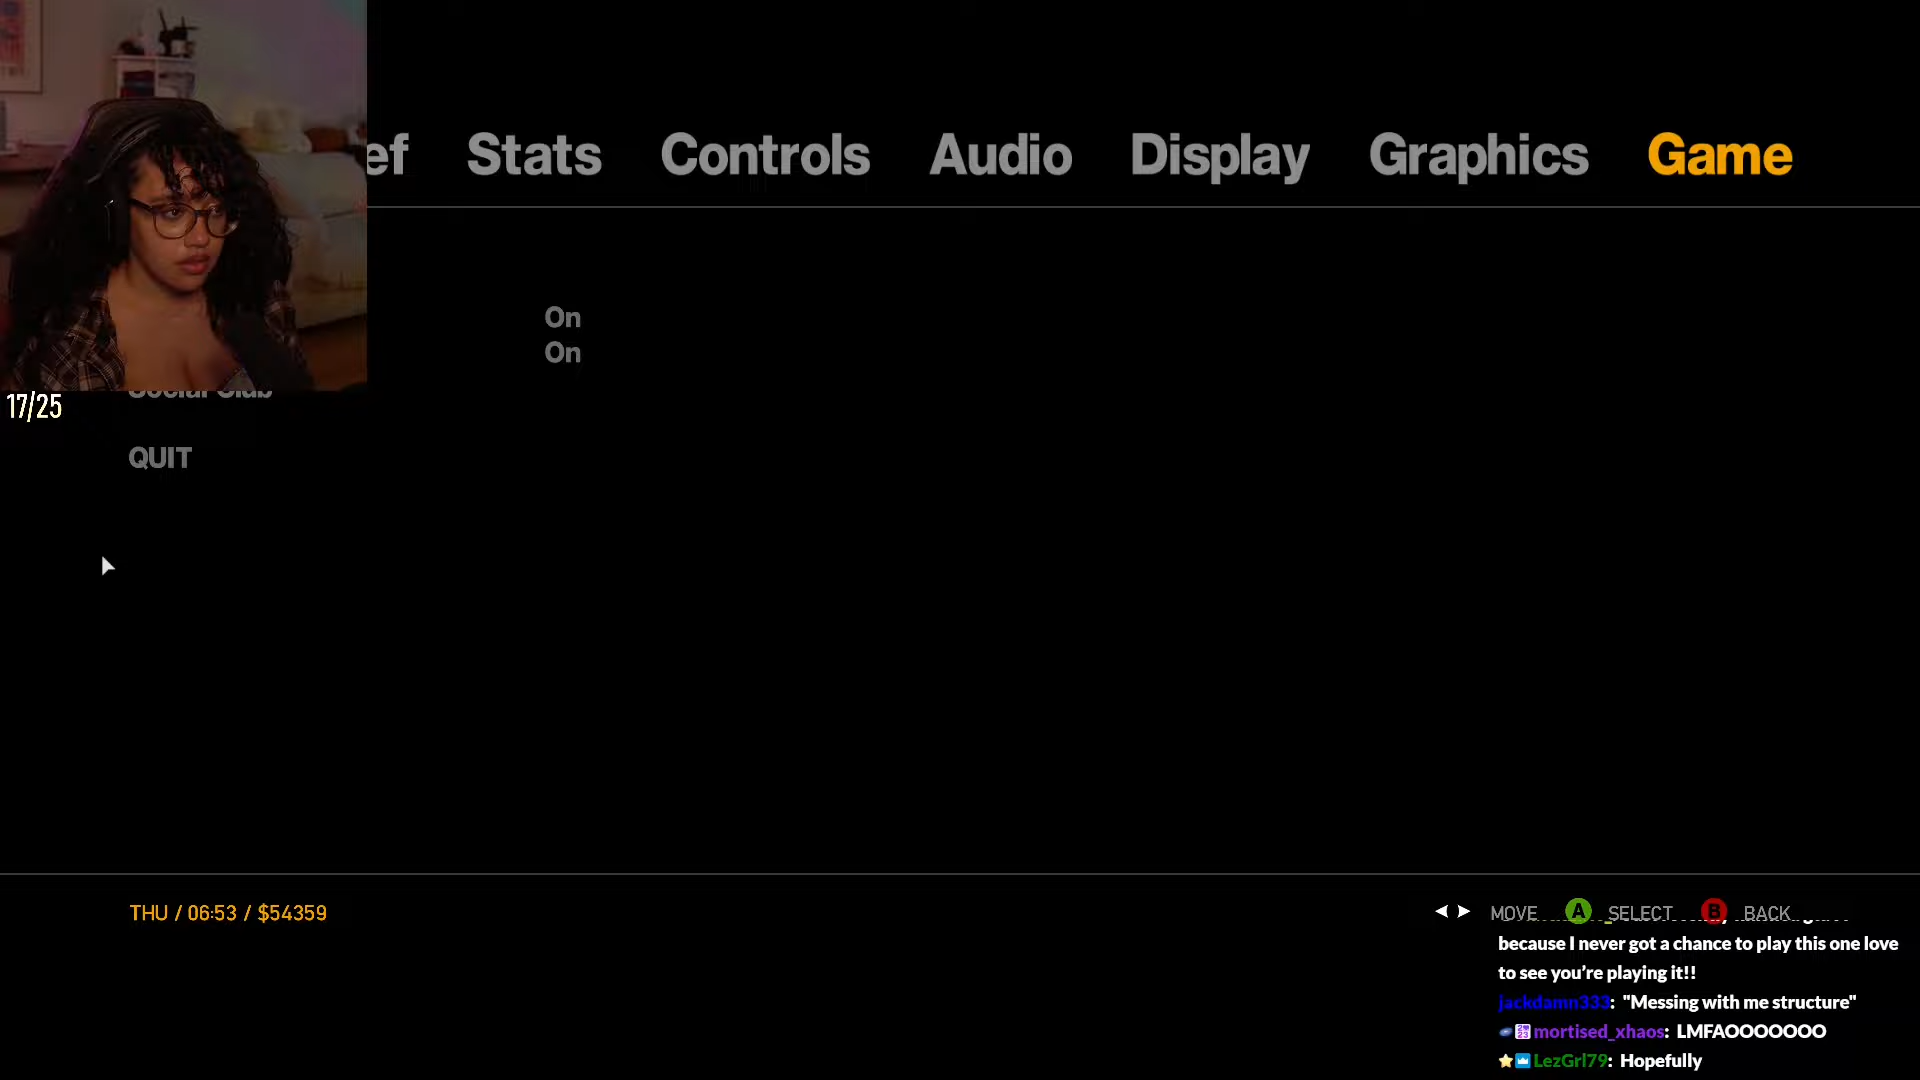 ef Stats Controls Audio Display Graphics Game
On
On
Social Club
17/25
QUIT
THU / 06:53 / $54359
MOVE A SELECT B BACK
because I never got a chance to play this one love
to see you're playing it!!
jackdamn333: "Messing with me structure"
mortised_xhaos: LMFAOOOOOOO
LezGrl79: Hopefully